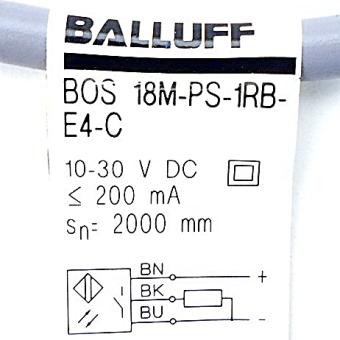 BALLUFF
BOS 18M-PS-1RB-
E4-C
10-30 V DC
≤ 200 mA
sn= 2000 mm
BN +
BK
BU -